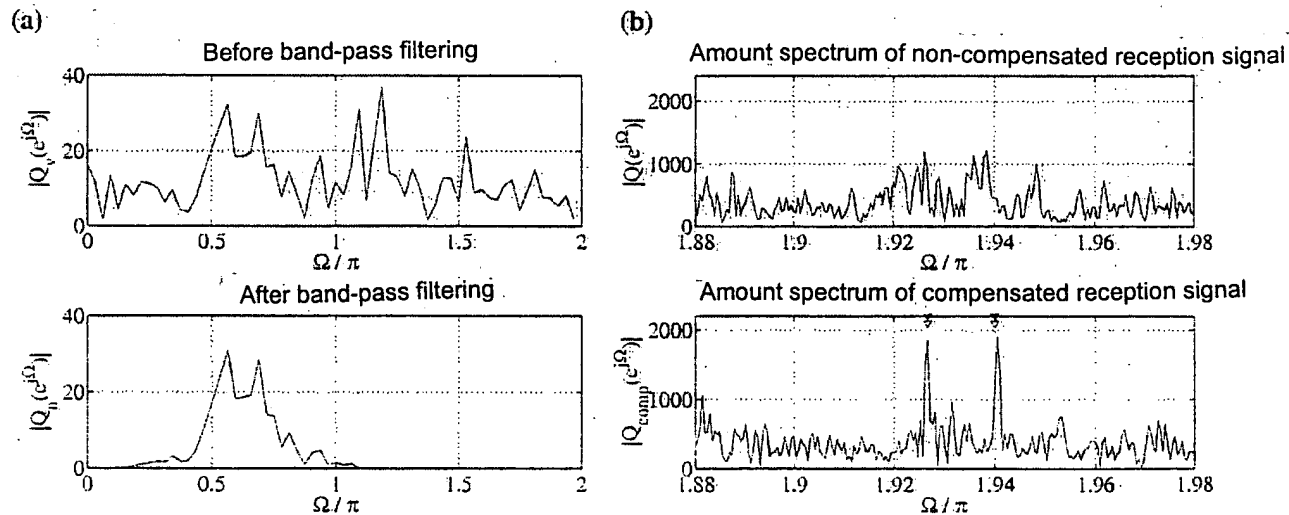 (a)
Before band-pass filtering
40
20
0
|Q_v(e^{jΩ})|
0 0.5 1 1.5 2
Ω / π
After band-pass filtering
40
20
0
|Q_n(e^{jΩ})|
0 0.5 1 1.5 2
Ω / π
(b)
Amount spectrum of non-compensated reception signal
2000
1000
0
|Q(e^{jΩ})|
1.88 1.9 1.92 1.94 1.96 1.98
Ω / π
Amount spectrum of compensated reception signal
2000
1000
0
|Q_{comp}(e^{jΩ})|
1.88 1.9 1.92 1.94 1.96 1.98
Ω / π